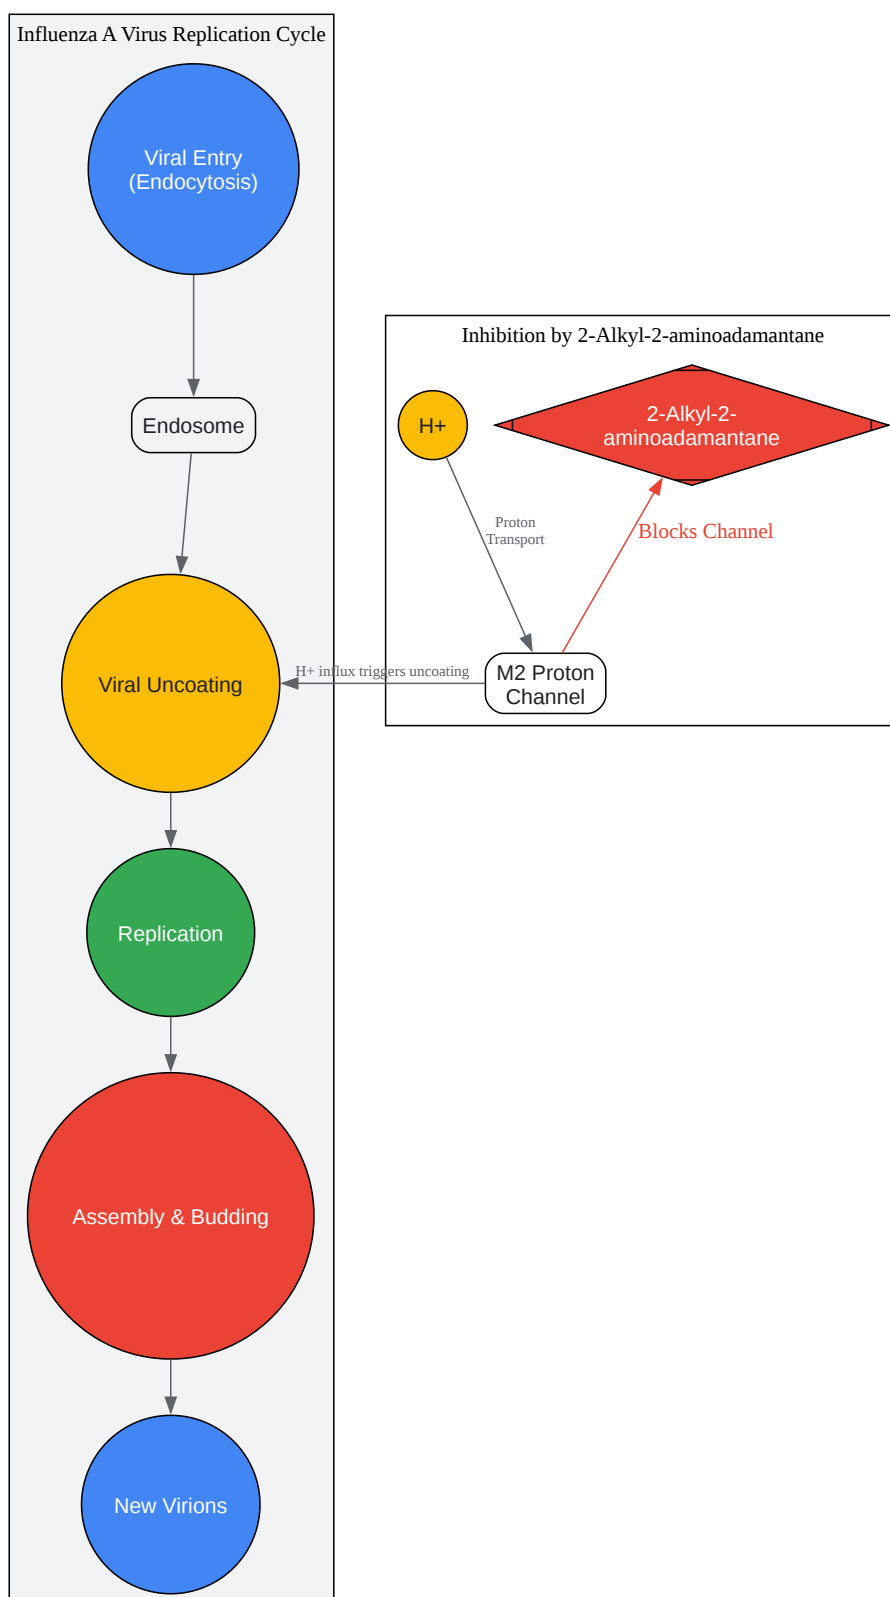 Influenza A Virus Replication Cycle
Viral Entry
(Endocytosis)
Endosome
Viral Uncoating
Replication
Assembly & Budding
New Virions
Inhibition by 2-Alkyl-2-aminoadamantane
H+
2-Alkyl-2-
aminoadamantane
Proton
Transport
Blocks Channel
H+ influx triggers uncoating
M2 Proton
Channel